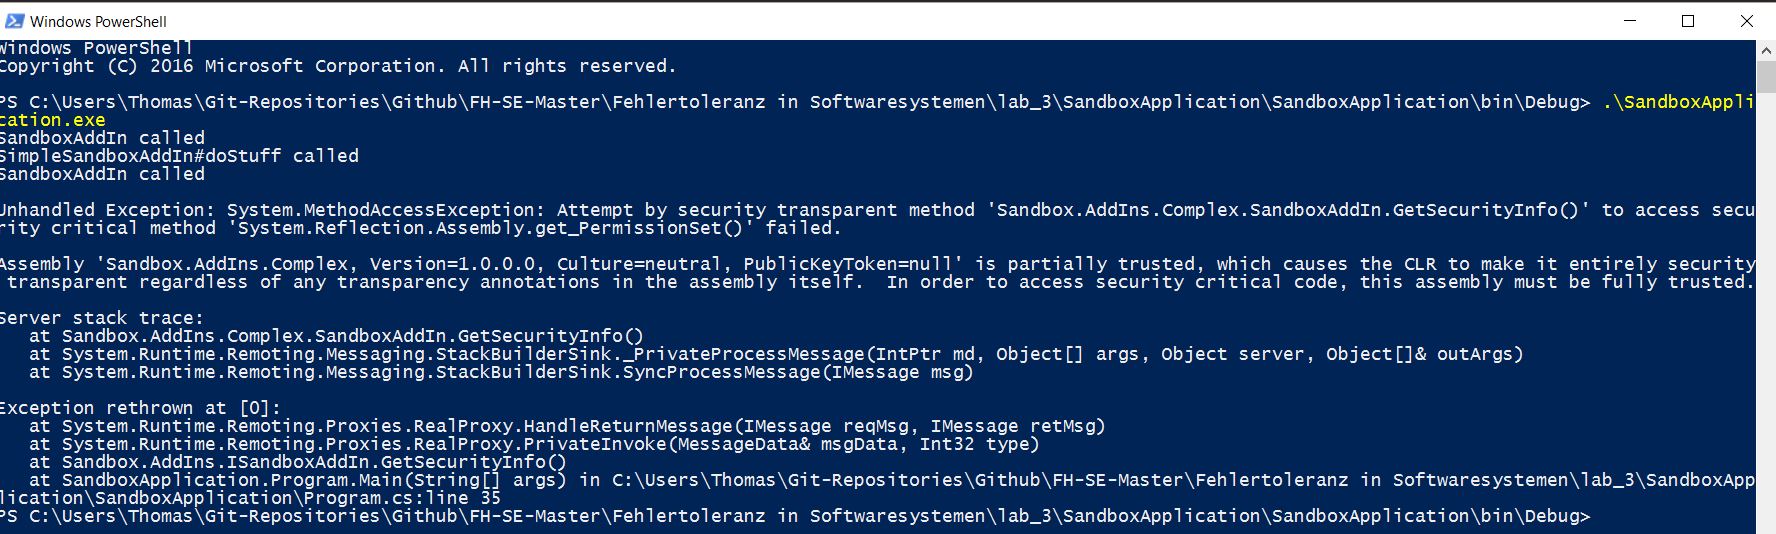 Windows PowerShell
Windows PowerShell
Copyright (C) 2016 Microsoft Corporation. All rights reserved.
PS C:\Users\Thomas\Git-Repositories\Github\FH-SE-Master\Fehlertoleranz in Softwaresystemen\lab_3\SandboxApplication\SandboxApplication\bin\Debug> .\SandboxAppli
cation.exe
SandboxAddIn called
SimpleSandboxAddIn#doStuff called
SandboxAddIn called
Unhandled Exception: System.MethodAccessException: Attempt by security transparent method 'Sandbox.AddIns.Complex.SandboxAddIn.GetSecurityInfo()' to access secu
rity critical method 'System.Reflection.Assembly.get_PermissionSet()' failed.
Assembly 'Sandbox.AddIns.Complex, Version=1.0.0.0, Culture=neutral, PublicKeyToken=null' is partially trusted, which causes the CLR to make it entirely security
 transparent regardless of any transparency annotations in the assembly itself.  In order to access security critical code, this assembly must be fully trusted.
Server stack trace:
   at Sandbox.AddIns.Complex.SandboxAddIn.GetSecurityInfo()
   at System.Runtime.Remoting.Messaging.StackBuilderSink._PrivateProcessMessage(IntPtr md, Object[] args, Object server, Object[]& outArgs)
   at System.Runtime.Remoting.Messaging.StackBuilderSink.SyncProcessMessage(IMessage msg)
Exception rethrown at [0]:
   at System.Runtime.Remoting.Proxies.RealProxy.HandleReturnMessage(IMessage reqMsg, IMessage retMsg)
   at System.Runtime.Remoting.Proxies.RealProxy.PrivateInvoke(MessageData& msgData, Int32 type)
   at Sandbox.AddIns.ISandboxAddIn.GetSecurityInfo()
   at SandboxApplication.Program.Main(String[] args) in C:\Users\Thomas\Git-Repositories\Github\FH-SE-Master\Fehlertoleranz in Softwaresystemen\lab_3\SandboxApp
lication\SandboxApplication\Program.cs:line 35
PS C:\Users\Thomas\Git-Repositories\Github\FH-SE-Master\Fehlertoleranz in Softwaresystemen\lab_3\SandboxApplication\SandboxApplication\bin\Debug>